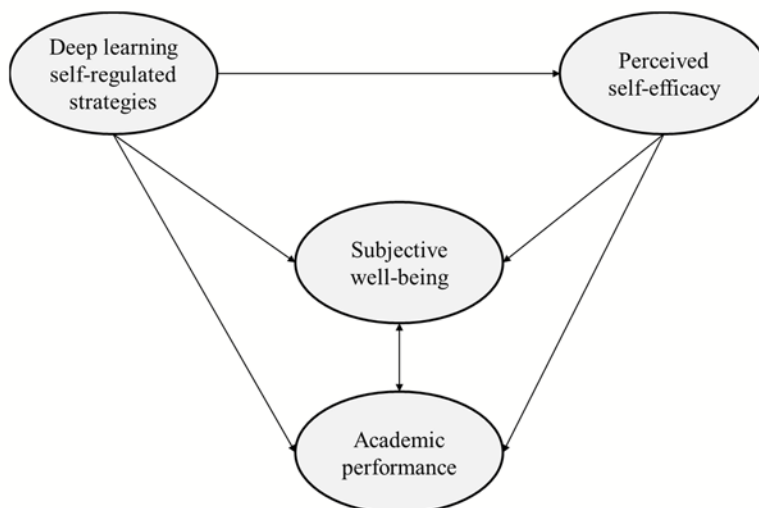 Deep learning
self-regulated
strategies
Perceived
self-efficacy
Subjective
well-being
Academic
performance